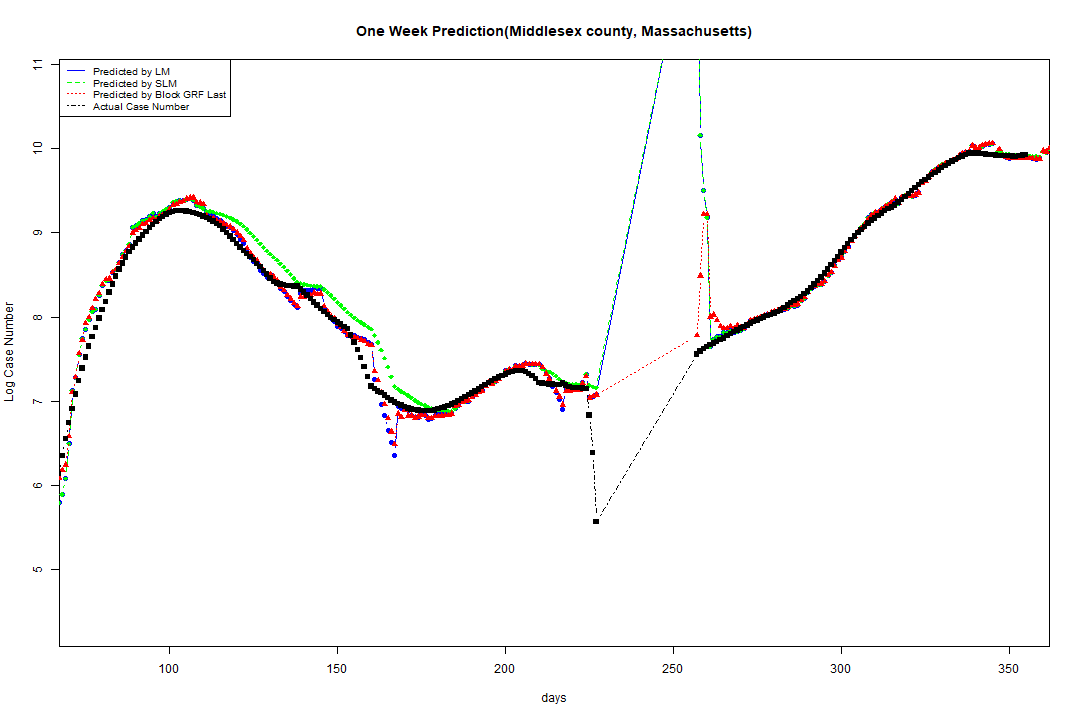 One Week Prediction(Middlesex county, Massachusetts)
Predicted by LM
Predicted by SLM
Predicted by Block GRF Last
Actual Case Number
11
10
9
8
7
6
5
Log Case Number
100
150
200
250
300
350
days